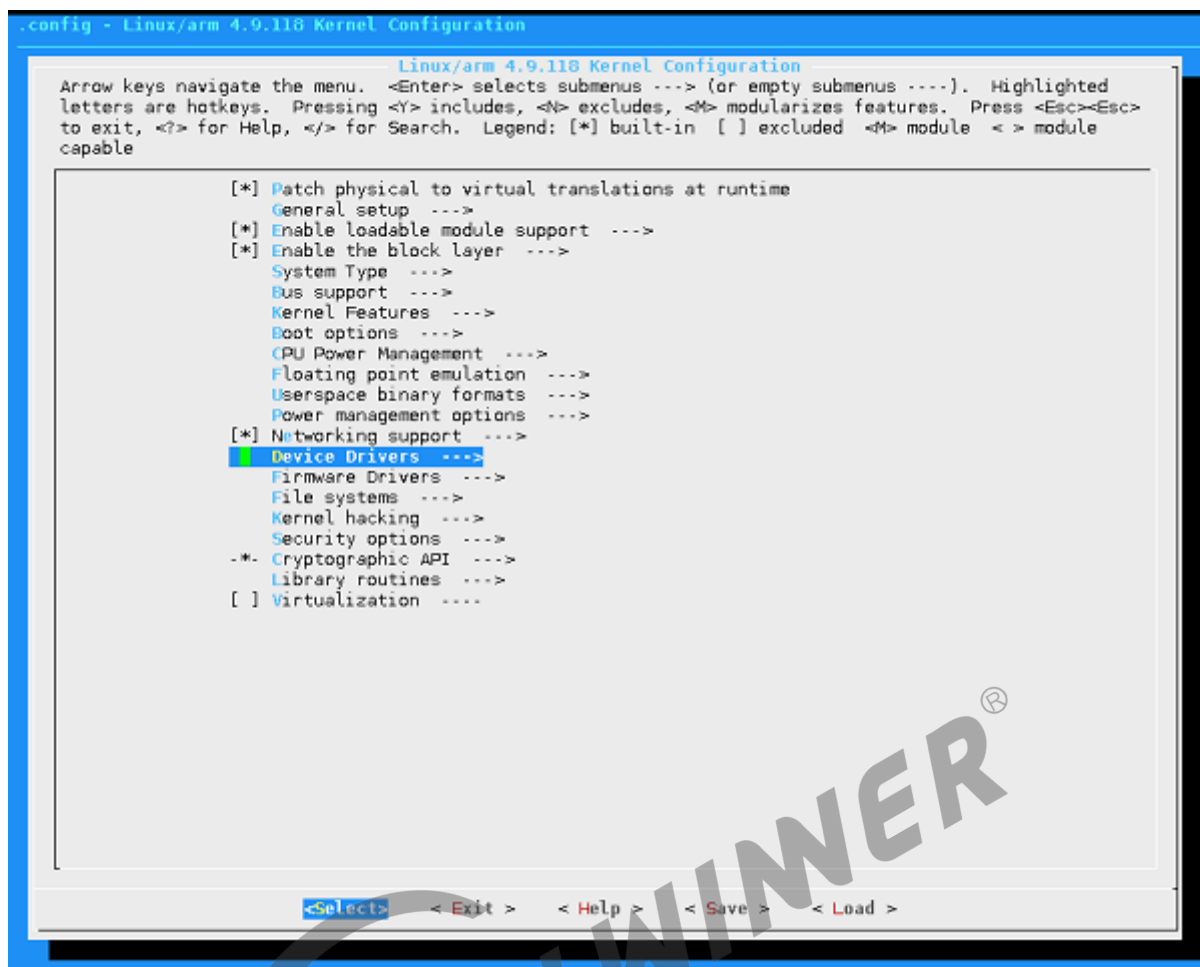 .config - Linux/arm 4.9.118 Kernel Configuration
Linux/arm 4.9.118 Kernel Configuration
Arrow keys navigate the menu.  <Enter> selects submenus ---> (or empty submenus ----).  Highlighted
letters are hotkeys.  Pressing <Y> includes, <N> excludes, <M> modularizes features.  Press <Esc><Esc>
to exit, <?> for Help, </> for Search.  Legend: [*] built-in  [ ] excluded  <M> module  < > module
capable
[*] Patch physical to virtual translations at runtime
General setup  --->
[*] Enable loadable module support  --->
[*] Enable the block layer  --->
System Type  --->
Bus support  --->
Kernel Features  --->
Boot options  --->
CPU Power Management  --->
Floating point emulation  --->
Userspace binary formats  --->
Power management options  --->
[*] Networking support  --->
Device Drivers  --->
Firmware Drivers  --->
File systems  --->
Kernel hacking  --->
Security options  --->
-*- Cryptographic API  --->
Library routines  --->
[ ] Virtualization  ----
<Select>    < Exit >    < Help >    < Save >    < Load >
WINNER®